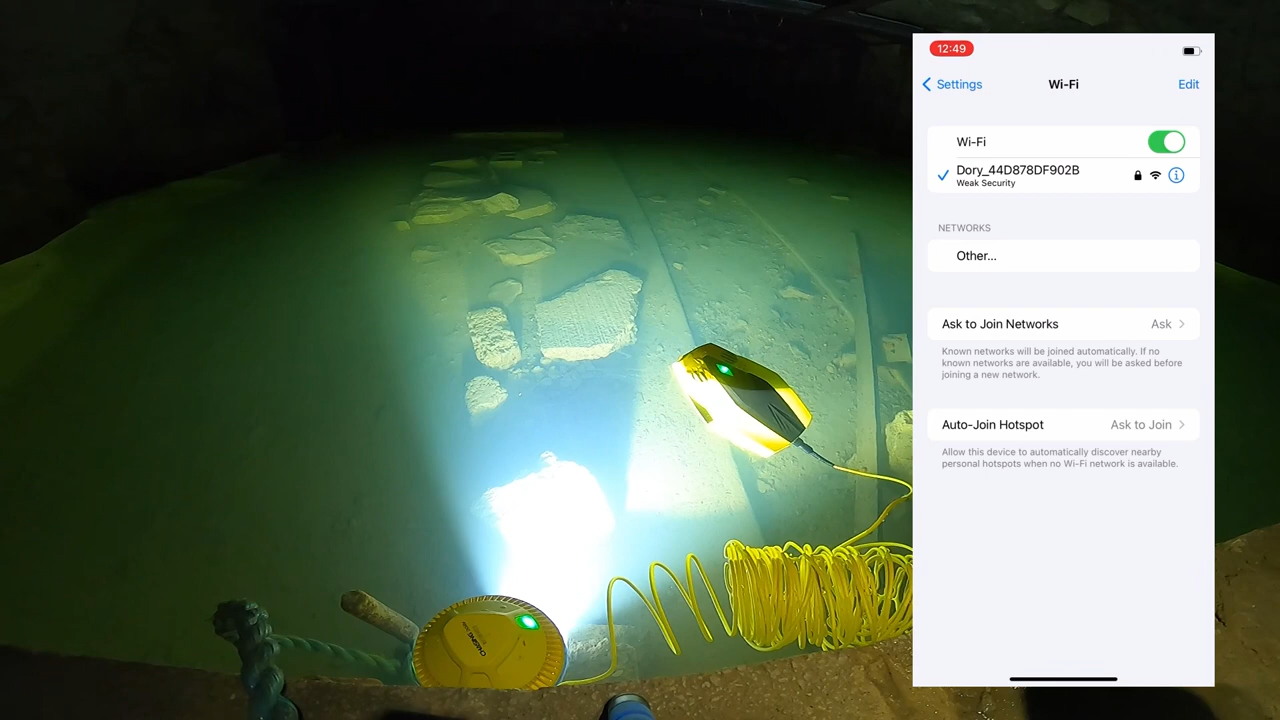 12:49
Settings
Wi-Fi
Edit
Wi-Fi
Dory_44D878DF902B
Weak Security
NETWORKS
Other...
Ask to Join Networks
Ask
Known networks will be joined automatically. If no
known networks are available, you will be asked before
joining a new network.
Auto-Join Hotspot
Ask to Join
Allow this device to automatically discover nearby
personal hotspots when no Wi-Fi network is available.
CHASING